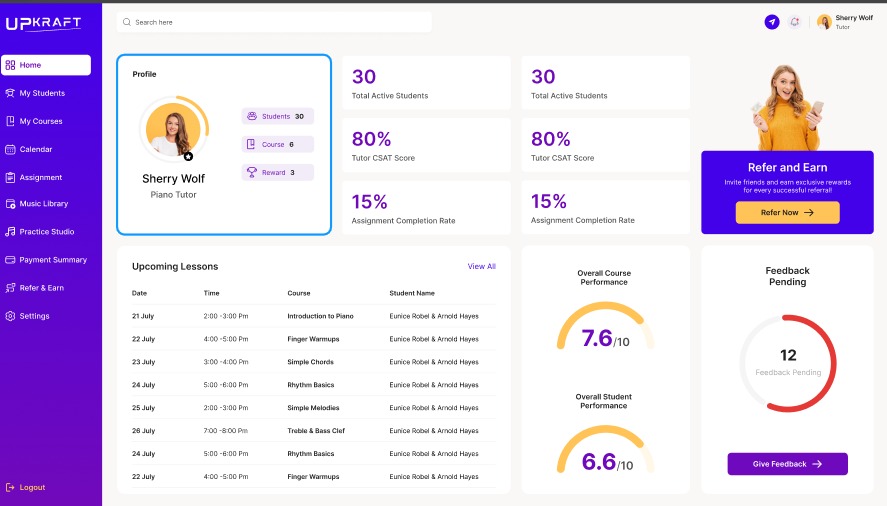 UPKRAFT
Search here
Sherry Wolf
Tutor
Home
My Students
My Courses
Calendar
Assignment
Music Library
Practice Studio
Payment Summary
Refer & Earn
Settings
Logout
Profile
Students 30
Course 6
Reward 3
Sherry Wolf
Piano Tutor
30
Total Active Students
80%
Tutor CSAT Score
15%
Assignment Completion Rate
30
Total Active Students
80%
Tutor CSAT Score
15%
Assignment Completion Rate
Refer and Earn
Invite friends and earn exclusive rewards
for every successful referral!
Refer Now
Upcoming Lessons View All
Date Time Course Student Name
21 July 2:00 -3:00 Pm Introduction to Piano Eunice Robel & Arnold Hayes
22 July 4:00 -5:00 Pm Finger Warmups Eunice Robel & Arnold Hayes
23 July 3:00 -4:00 Pm Simple Chords Eunice Robel & Arnold Hayes
24 July 5:00 -6:00 Pm Rhythm Basics Eunice Robel & Arnold Hayes
25 July 2:00 -3:00 Pm Simple Melodies Eunice Robel & Arnold Hayes
26 July 7:00 -8:00 Pm Treble & Bass Clef Eunice Robel & Arnold Hayes
24 July 5:00 -6:00 Pm Rhythm Basics Eunice Robel & Arnold Hayes
22 July 4:00 -5:00 Pm Finger Warmups Eunice Robel & Arnold Hayes
Overall Course
Performance
7.6/10
Overall Student
Performance
6.6/10
Feedback
Pending
12
Feedback Pending
Give Feedback